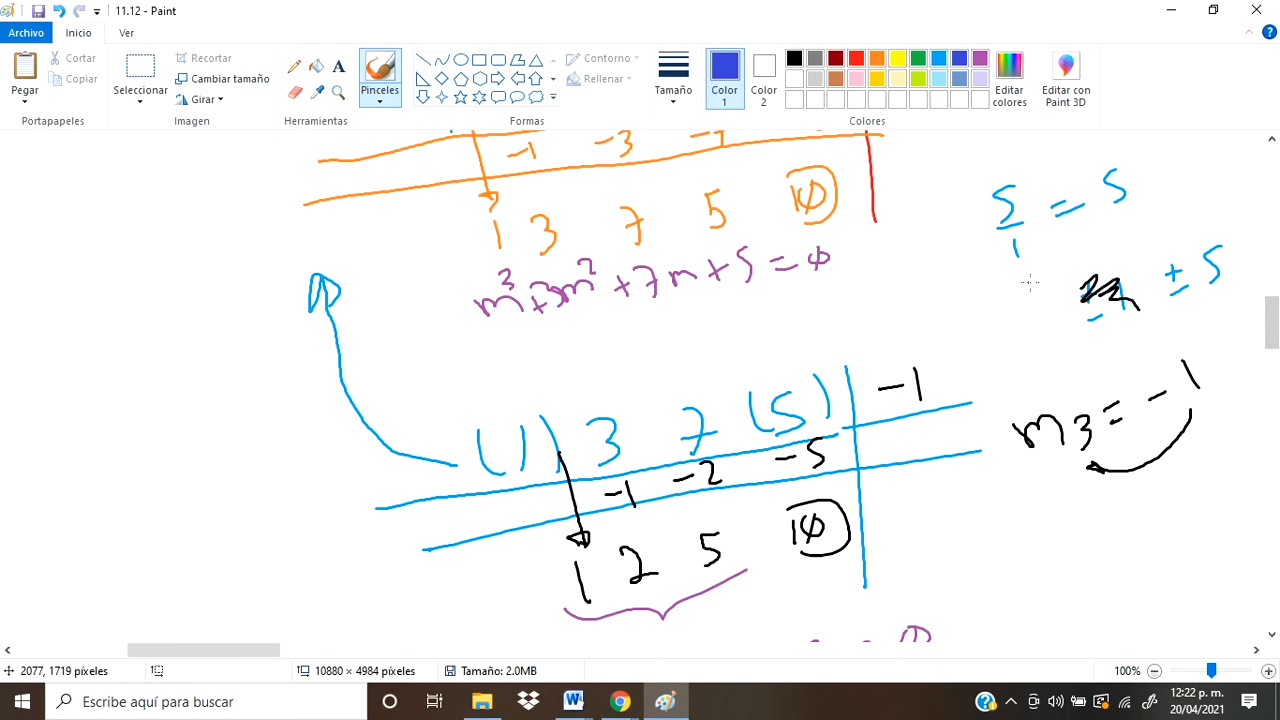 11.12 - Paint
Archivo Inicio Ver
Pegar Cortar Copiar
Seleccionar Recortar Cambiar tamaño Girar
Pinceles
Contorno Rellenar
Tamaño
Color 1
Color 2
Editar colores
Editar con Paint 3D
Portapapeles Imagen Herramientas Formas Colores
-1 -3
1 3 7 5 0
m³+3m²+7m+5=0
5/1 = 5
±5
(1) 3 7 (5) -1
-1 -2 -5
1 2 5 0
m3 = -1
2077, 1719 píxeles 10880 × 4984 píxeles Tamaño: 2.0MB 100%
Escribe aquí para buscar
12:22 p. m.
20/04/2021